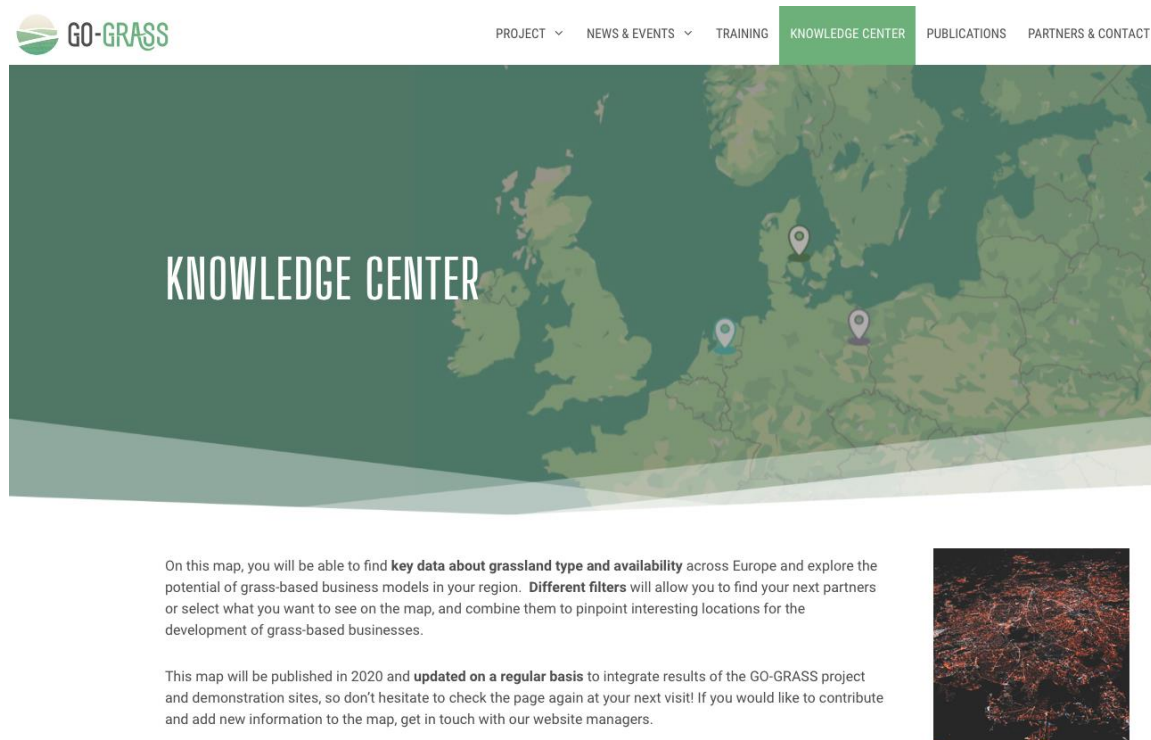 GO-GRASS
PROJECT
NEWS & EVENTS
TRAINING
KNOWLEDGE CENTER
PUBLICATIONS
PARTNERS & CONTACT
KNOWLEDGE CENTER
On this map, you will be able to find key data about grassland type and availability across Europe and explore the
potential of grass-based business models in your region.  Different filters will allow you to find your next partners
or select what you want to see on the map, and combine them to pinpoint interesting locations for the
development of grass-based businesses.
This map will be published in 2020 and updated on a regular basis to integrate results of the GO-GRASS project
and demonstration sites, so don’t hesitate to check the page again at your next visit! If you would like to contribute
and add new information to the map, get in touch with our website managers.